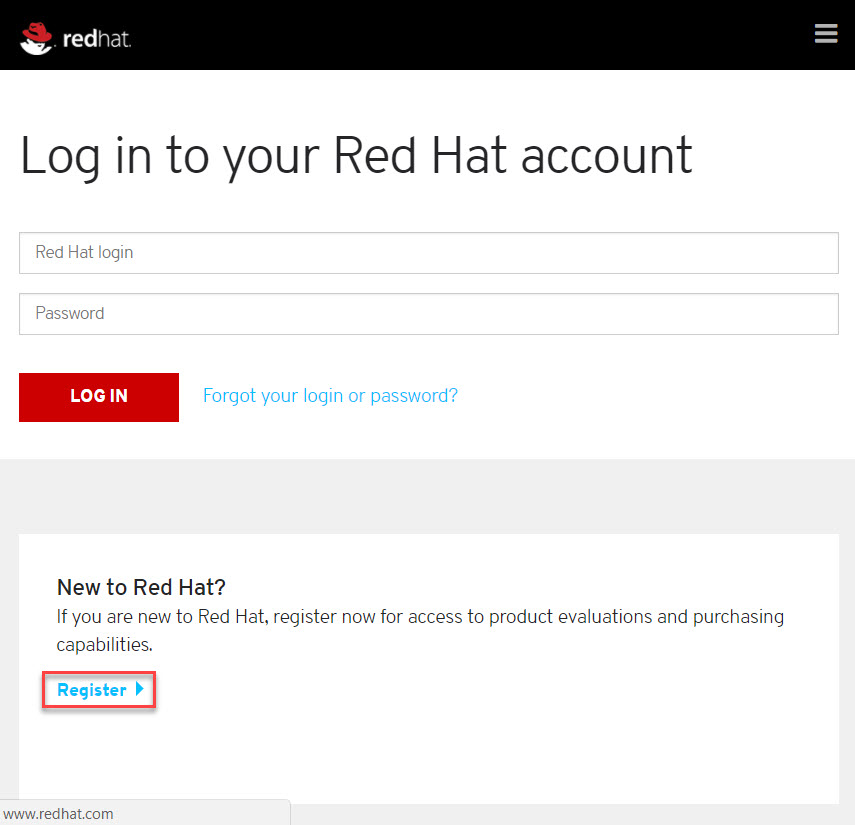 redhat.
Log in to your Red Hat account
Red Hat login
Password
LOG IN Forgot your login or password?
New to Red Hat?
If you are new to Red Hat, register now for access to product evaluations and purchasing
capabilities.
Register
www.redhat.com